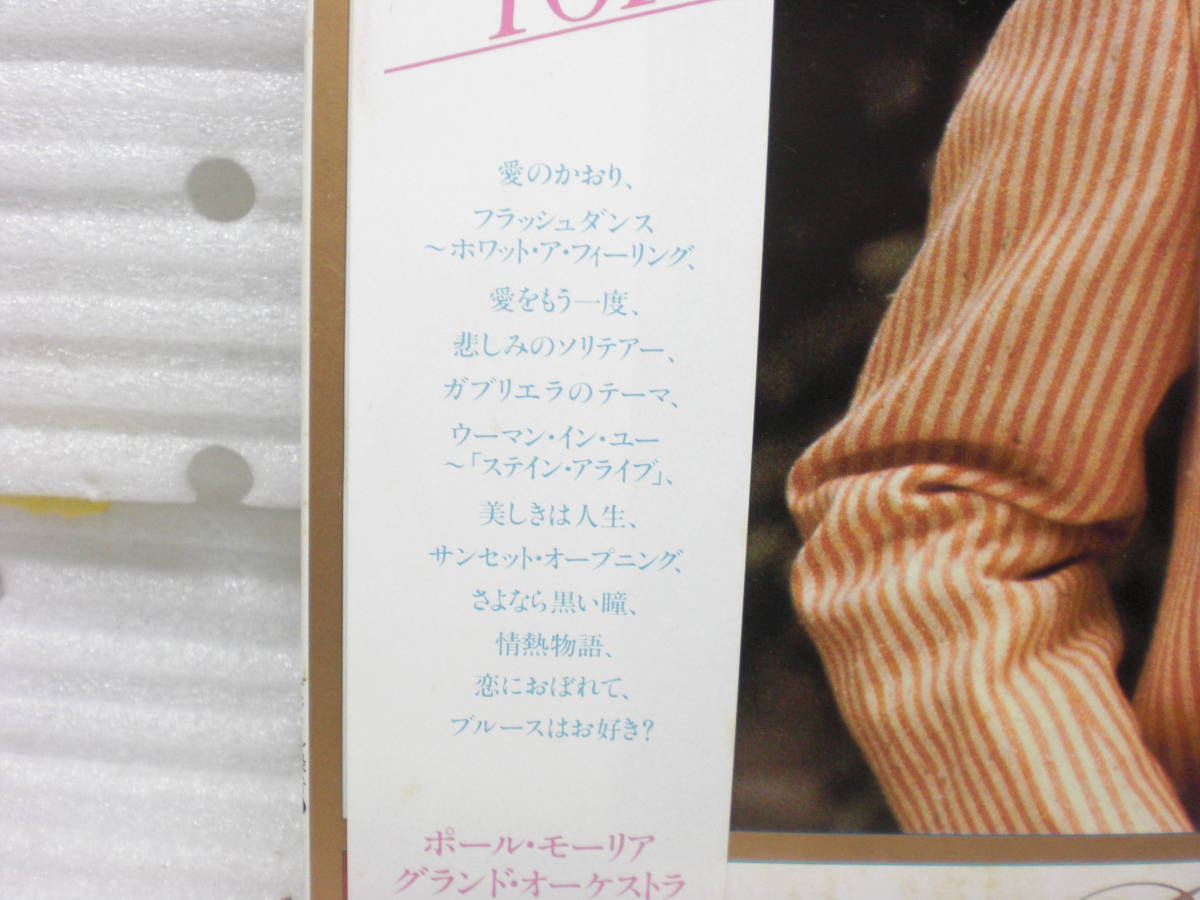 愛のかおり、
フラッシュダンス
〜ホワット・ア・フィーリング、
愛をもう一度、
悲しみのソリテアー、
ガブリエラのテーマ、
ウーマン・イン・ユー
〜「ステイン・アライブ」、
美しきは人生、
サンセット・オープニング、
さよなら黒い瞳、
情熱物語、
恋におぼれて、
ブルースはお好き?
ポール・モーリア
グランド・オーケストラ